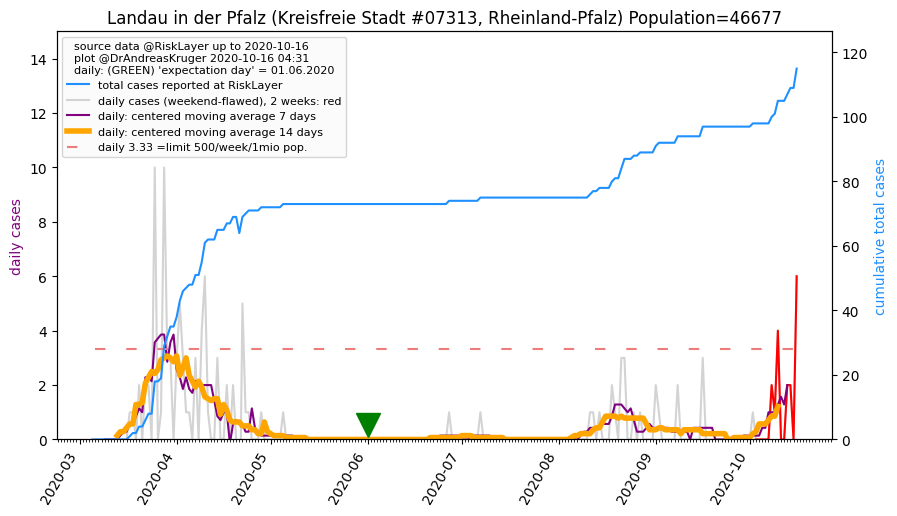 Landau in der Pfalz (Kreisfreie Stadt #07313, Rheinland-Pfalz) Population=46677
source data @RiskLayer up to 2020-10-16
plot @DrAndreasKruger 2020-10-16 04:31
daily: (GREEN) 'expectation day' = 01.06.2020
total cases reported at RiskLayer
daily cases (weekend-flawed), 2 weeks: red
daily: centered moving average 7 days
daily: centered moving average 14 days
daily 3.33 =limit 500/week/1mio pop.
daily cases
14
12
10
8
6
4
2
0
cumulative total cases
120
100
80
60
40
20
0
2020-03
2020-04
2020-05
2020-06
2020-07
2020-08
2020-09
2020-10